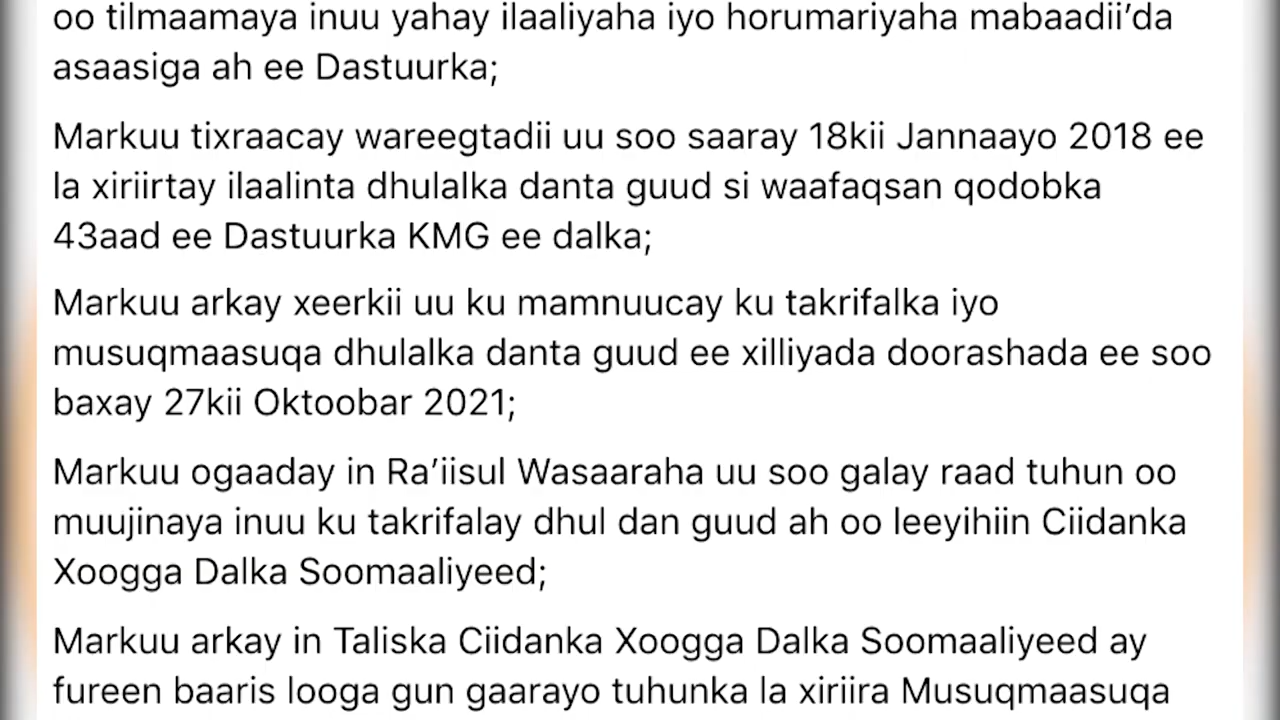 oo tilmaamaya inuu yahay ilaaliyaha iyo horumariyaha mabaadii’da
asaasiga ah ee Dastuurka;
Markuu tixraacay wareegtadii uu soo saaray 18kii Jannaayo 2018 ee
la xiriirtay ilaalinta dhulalka danta guud si waafaqsan qodobka
43aad ee Dastuurka KMG ee dalka;
Markuu arkay xeerkii uu ku mamnuucay ku takrifalka iyo
musuqmaasuqa dhulalka danta guud ee xilliyada doorashada ee soo
baxay 27kii Oktoobar 2021;
Markuu ogaaday in Ra’iisul Wasaaraha uu soo galay raad tuhun oo
muujinaya inuu ku takrifalay dhul dan guud ah oo leeyihiin Ciidanka
Xoogga Dalka Soomaaliyeed;
Markuu arkay in Taliska Ciidanka Xoogga Dalka Soomaaliyeed ay
fureen baaris looga gun gaarayo tuhunka la xiriira Musuqmaasuqa